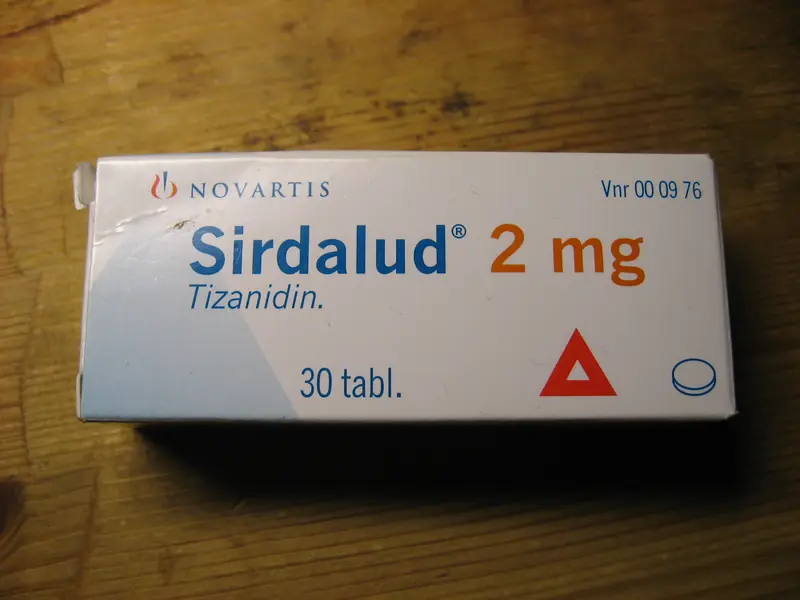 NOVARTIS
Vnr 00 09 76
Sirdalud® 2 mg
Tizanidin.
30 tabl.